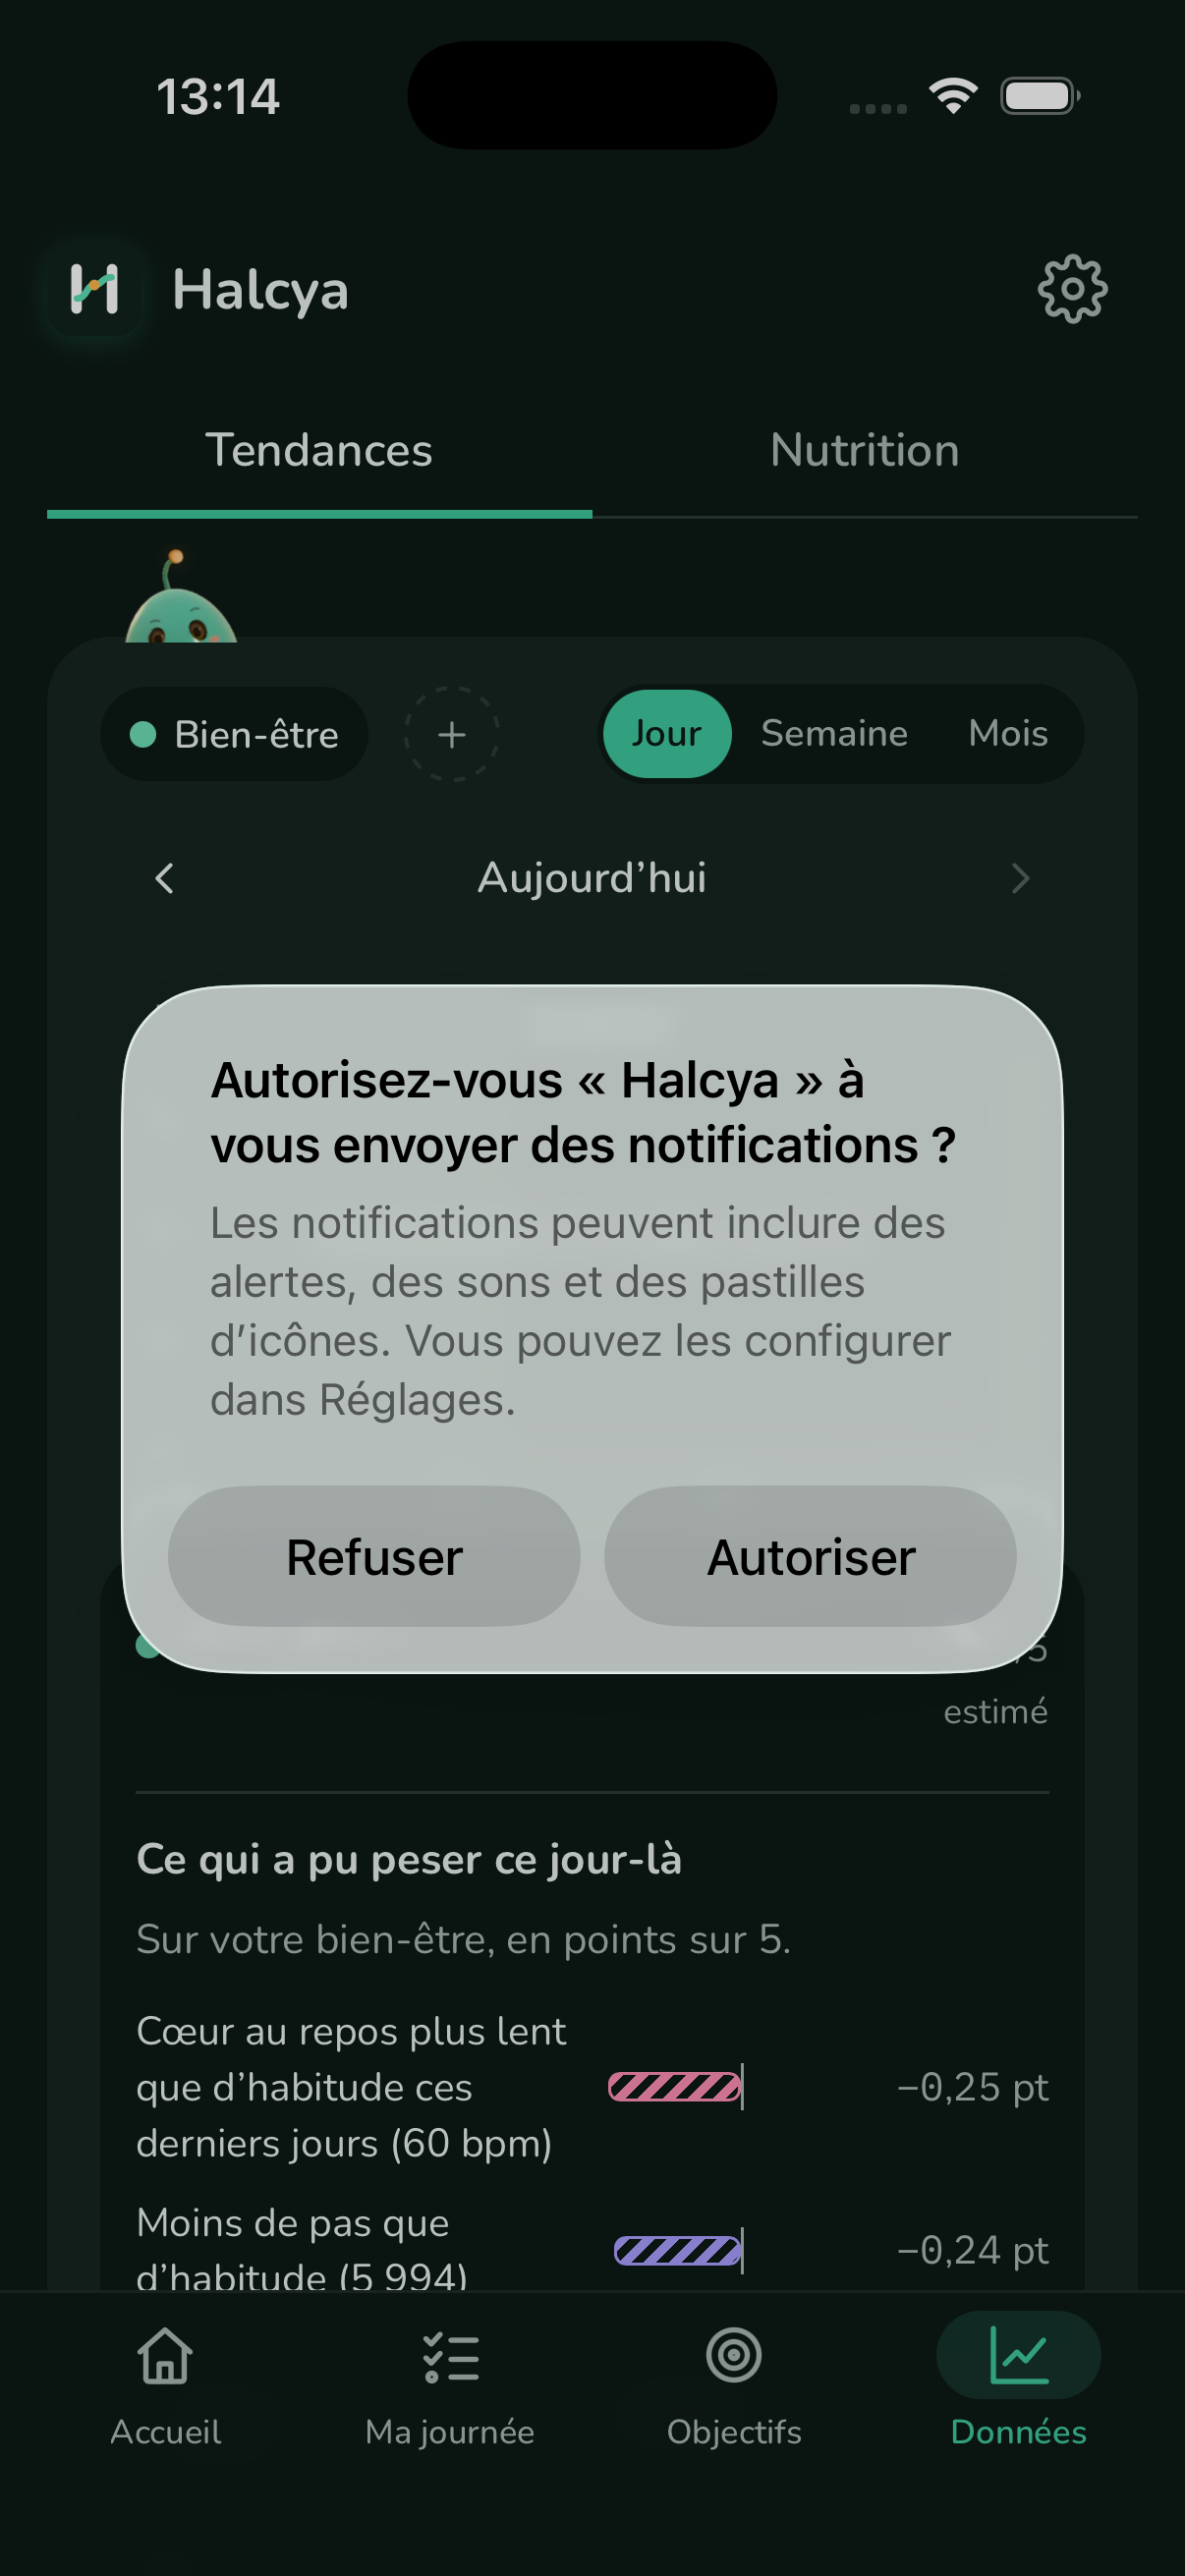 13:14
Halcya
Tendances
Nutrition
Bien-être
+
Jour
Semaine
Mois
Aujourd’hui
Autorisez-vous « Halcya » à
vous envoyer des notifications ?
Les notifications peuvent inclure des
alertes, des sons et des pastilles
d’icônes. Vous pouvez les configurer
dans Réglages.
Refuser
Autoriser
estimé
Ce qui a pu peser ce jour-là
Sur votre bien-être, en points sur 5.
Cœur au repos plus lent
que d’habitude ces
derniers jours (60 bpm)
−0,25 pt
Moins de pas que
d’habitude (5 994)
−0,24 pt
Accueil
Ma journée
Objectifs
Données